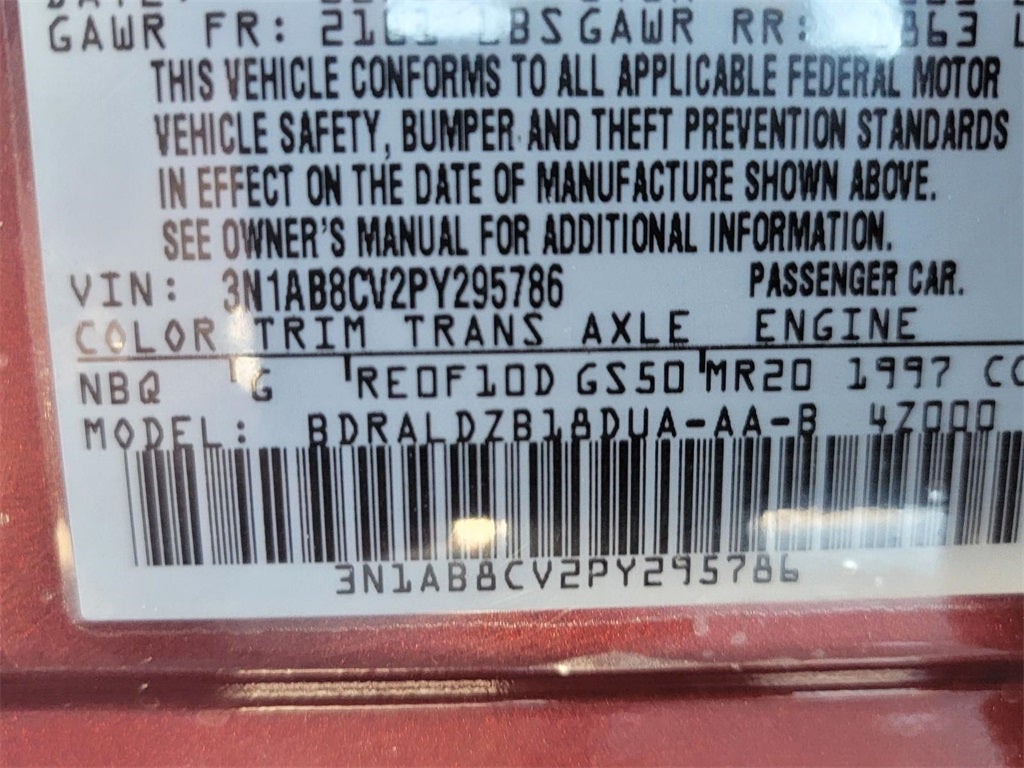 GAWR FR: LBS GAWR RR:
THIS VEHICLE CONFORMS TO ALL APPLICABLE FEDERAL MOTOR
VEHICLE SAFETY, BUMPER AND THEFT PREVENTION STANDARDS
IN EFFECT ON THE DATE OF MANUFACTURE SHOWN ABOVE.
SEE OWNER'S MANUAL FOR ADDITIONAL INFORMATION.
VIN: 3N1AB8CV2PY295786 PASSENGER CAR.
COLOR TRIM TRANS AXLE ENGINE
NBQ G RE0F10D GS50 MR20 1997 CC
MODEL: BDRALDZB18DUA-AA-B 4Z000
3N1AB8CV2PY295786